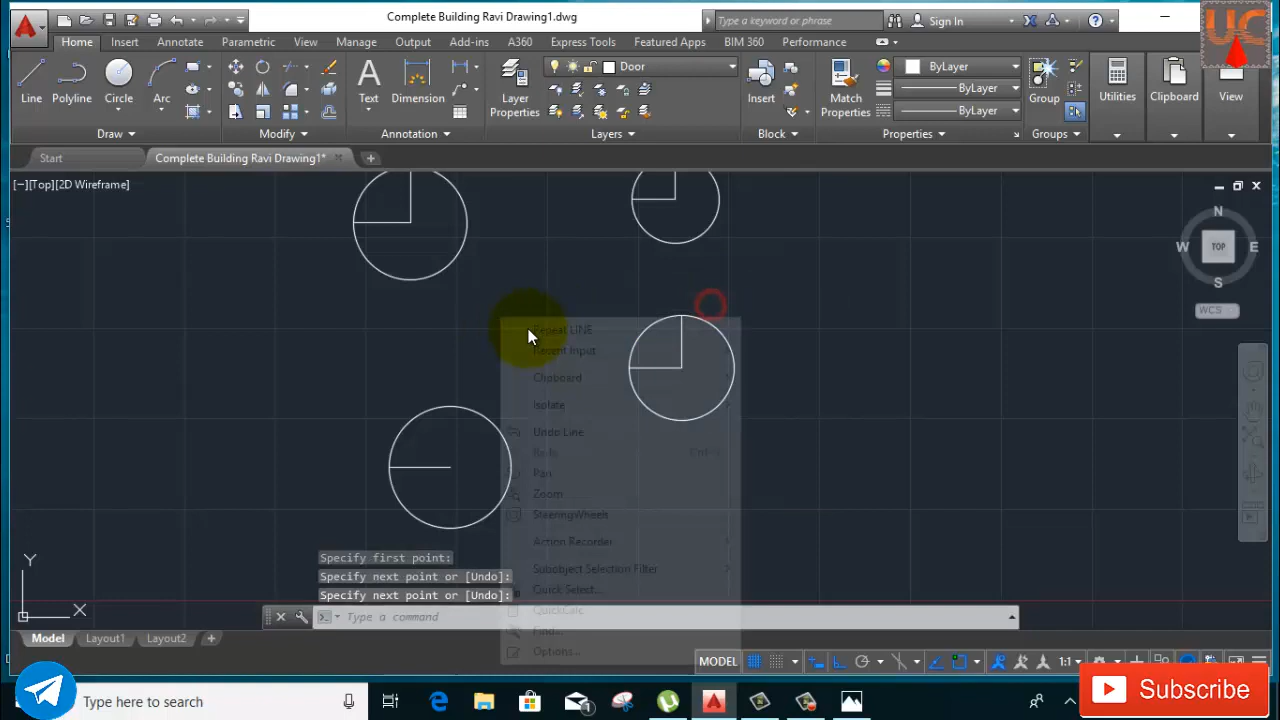 Complete Building Ravi Drawing1.dwg
Type a keyword or phrase
Sign In
UC
Home Insert Annotate Parametric View Manage Output Add-ins A360 Express Tools Featured Apps BIM 360 Performance
Line Polyline Circle Arc
Text Dimension
Layer Properties
Door
Insert
Match Properties
ByLayer
ByLayer
ByLayer
Group
Utilities
Clipboard
View
Draw Modify Annotation Layers Block Properties Groups
Start
Complete Building Ravi Drawing1*
[−][Top][2D Wireframe]
N
W TOP E
S
WCS
Repeat LINE
Recent Input
Clipboard
Isolate
Undo Line
Pan
Zoom
SteeringWheels
Action Recorder
Subobject Selection Filter
Quick Select...
QuickCalc
Find...
Options...
Y
X
Specify first point:
Specify next point or [Undo]:
Specify next point or [Undo]:
Type a command
Model Layout1 Layout2
MODEL
1:1
Type here to search
1
Subscribe